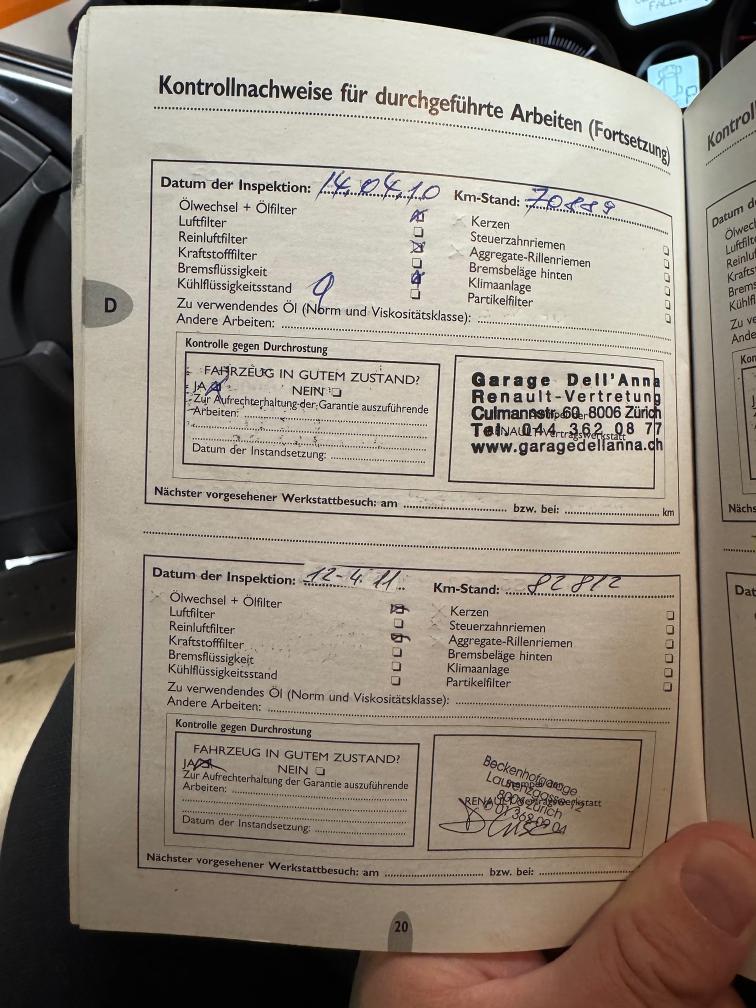 Kontrollnachweise für durchgeführte Arbeiten (Fortsetzung)
Datum der Inspektion: 14.04.10 Km-Stand: 70889
Ölwechsel + Ölfilter
Luftfilter
Reinluftfilter
Kraftstofffilter
Bremsflüssigkeit
Kühlflüssigkeitsstand
Kerzen
Steuerzahnriemen
Aggregate-Rillenriemen
Bremsbeläge hinten
Klimaanlage
Partikelfilter
Zu verwendendes Öl (Norm und Viskositätsklasse):
Andere Arbeiten:
D
Kontrolle gegen Durchrostung
FAHRZEUG IN GUTEM ZUSTAND?
JA NEIN
Zur Aufrechterhaltung der Garantie auszuführende
Arbeiten:
Datum der Instandsetzung:
Garage Dell'Anna
Renault-Vertretung
Culmannstr. 60 8006 Zürich
Tel. 044 362 08 77
RENAULT-Vertragswerkstatt
www.garagedellanna.ch
Nächster vorgesehener Werkstattbesuch: am bzw. bei: km
Datum der Inspektion: 12-4.11 Km-Stand: 82812
Ölwechsel + Ölfilter
Luftfilter
Reinluftfilter
Kraftstofffilter
Bremsflüssigkeit
Kühlflüssigkeitsstand
Kerzen
Steuerzahnriemen
Aggregate-Rillenriemen
Bremsbeläge hinten
Klimaanlage
Partikelfilter
Zu verwendendes Öl (Norm und Viskositätsklasse):
Andere Arbeiten:
Kontrolle gegen Durchrostung
FAHRZEUG IN GUTEM ZUSTAND?
JA NEIN
Zur Aufrechterhaltung der Garantie auszuführende
Arbeiten:
Datum der Instandsetzung:
Beckenhofgarage
RENAULT-Vertragswerkstatt
8006 Zürich
Nächster vorgesehener Werkstattbesuch: am bzw. bei:
20